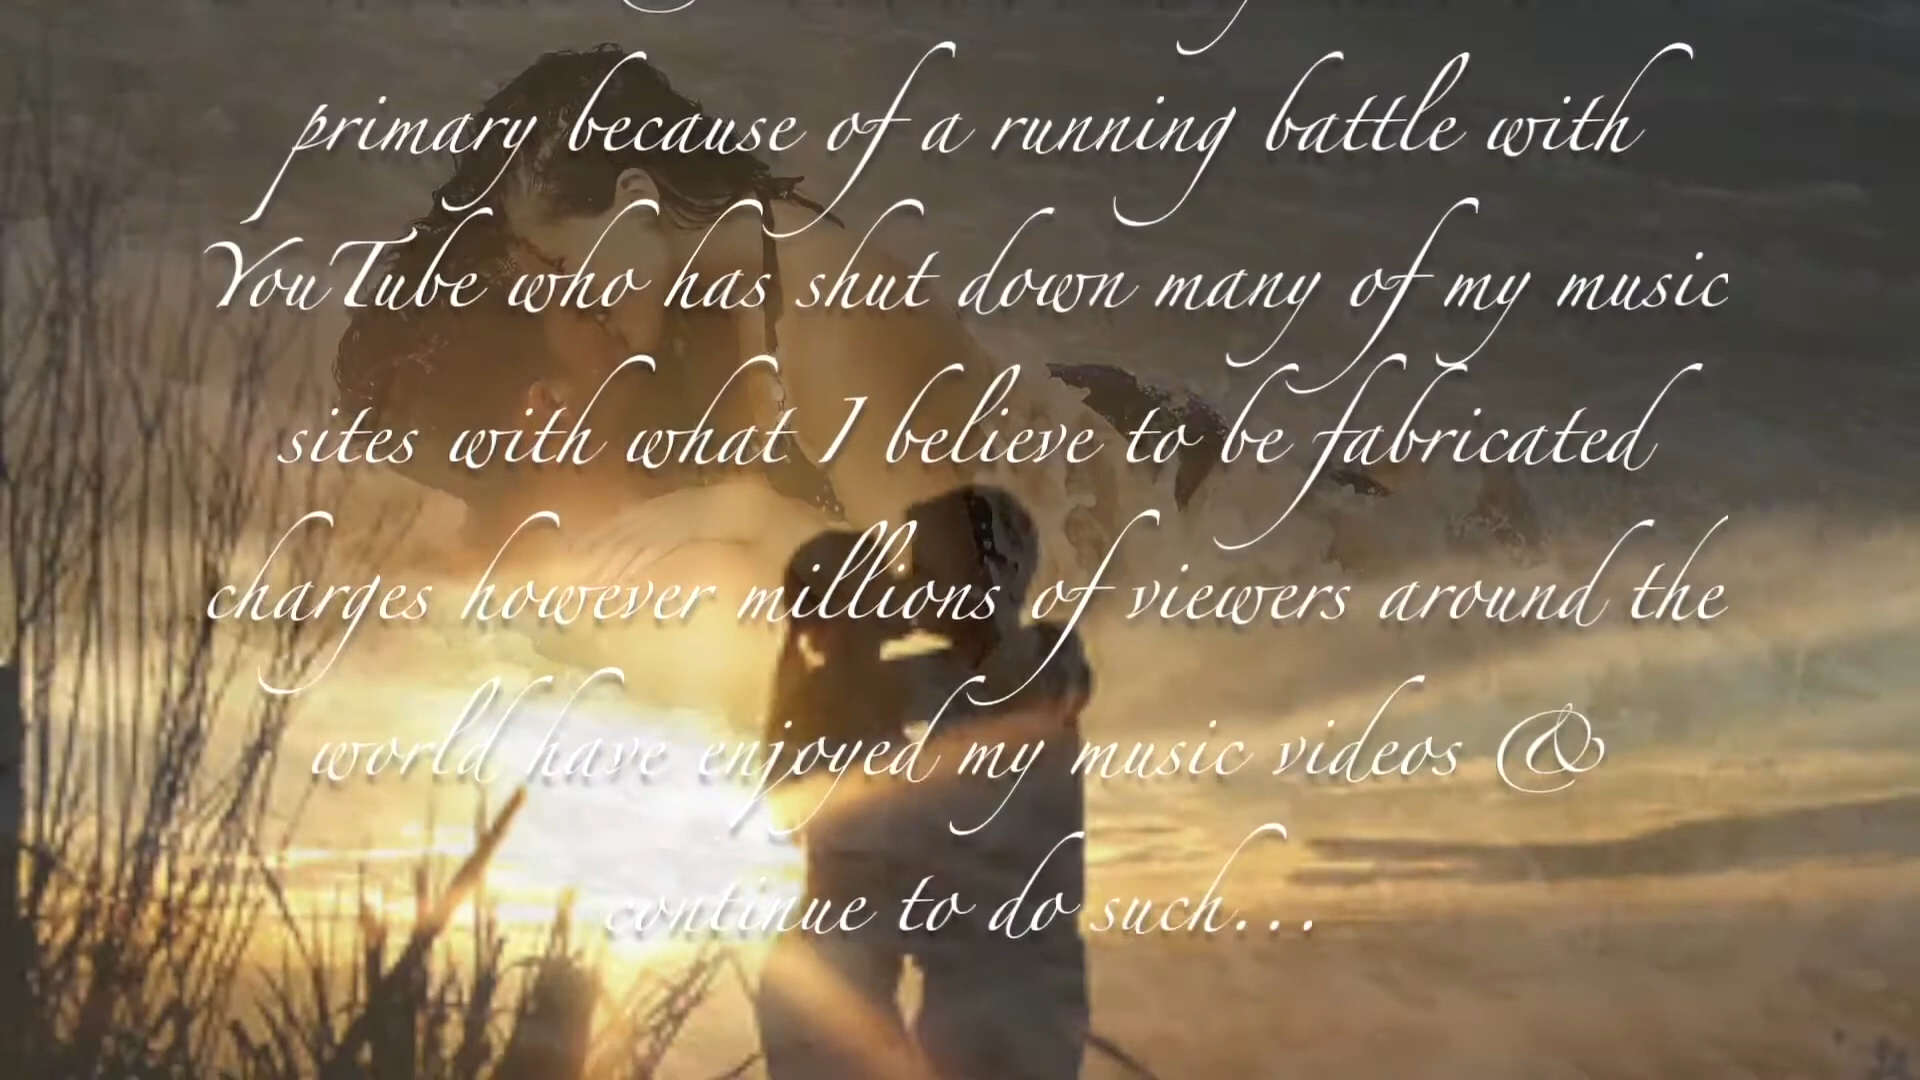 primary because of a running battle with
YouTube who has shut down many of my music
sites with what I believe to be fabricated
charges however millions of viewers around the
world have enjoyed my music videos &
continue to do such...